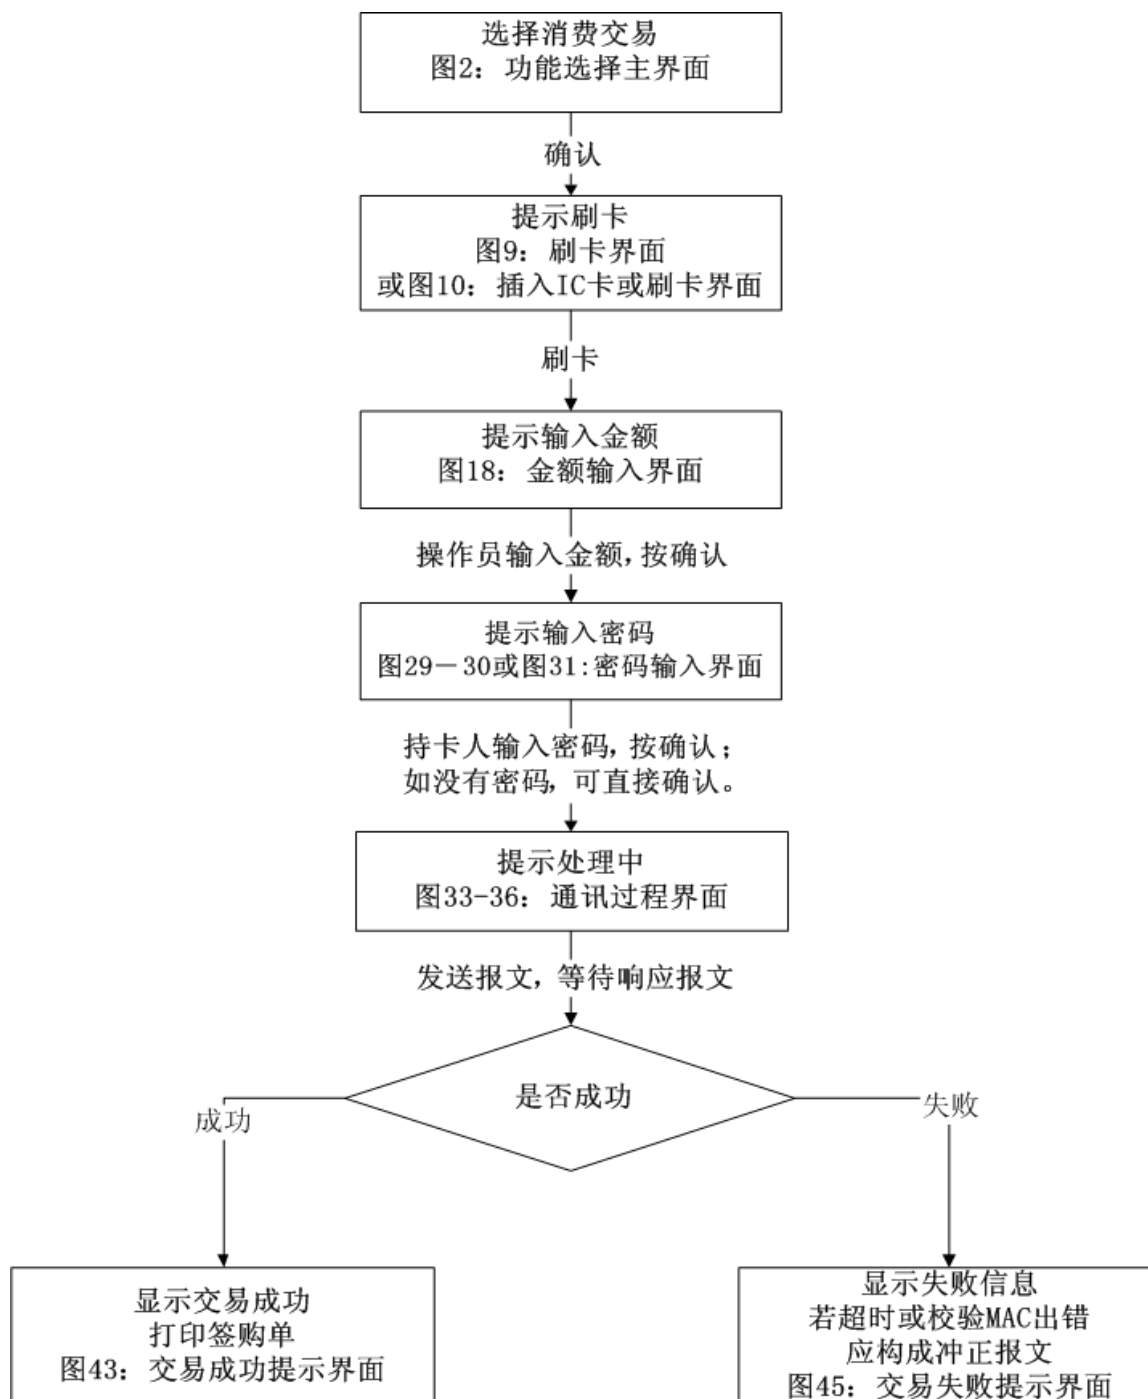 选择消费交易
图2：功能选择主界面
确认
提示刷卡
图9：刷卡界面
或图10：插入IC卡或刷卡界面
刷卡
提示输入金额
图18：金额输入界面
操作员输入金额,按确认
提示输入密码
图29－30或图31:密码输入界面
持卡人输入密码,按确认;
如没有密码,可直接确认。
提示处理中
图33-36：通讯过程界面
发送报文,等待响应报文
是否成功
成功
失败
显示交易成功
打印签购单
图43：交易成功提示界面
显示失败信息
若超时或校验MAC出错
应构成冲正报文
图45：交易失败提示界面